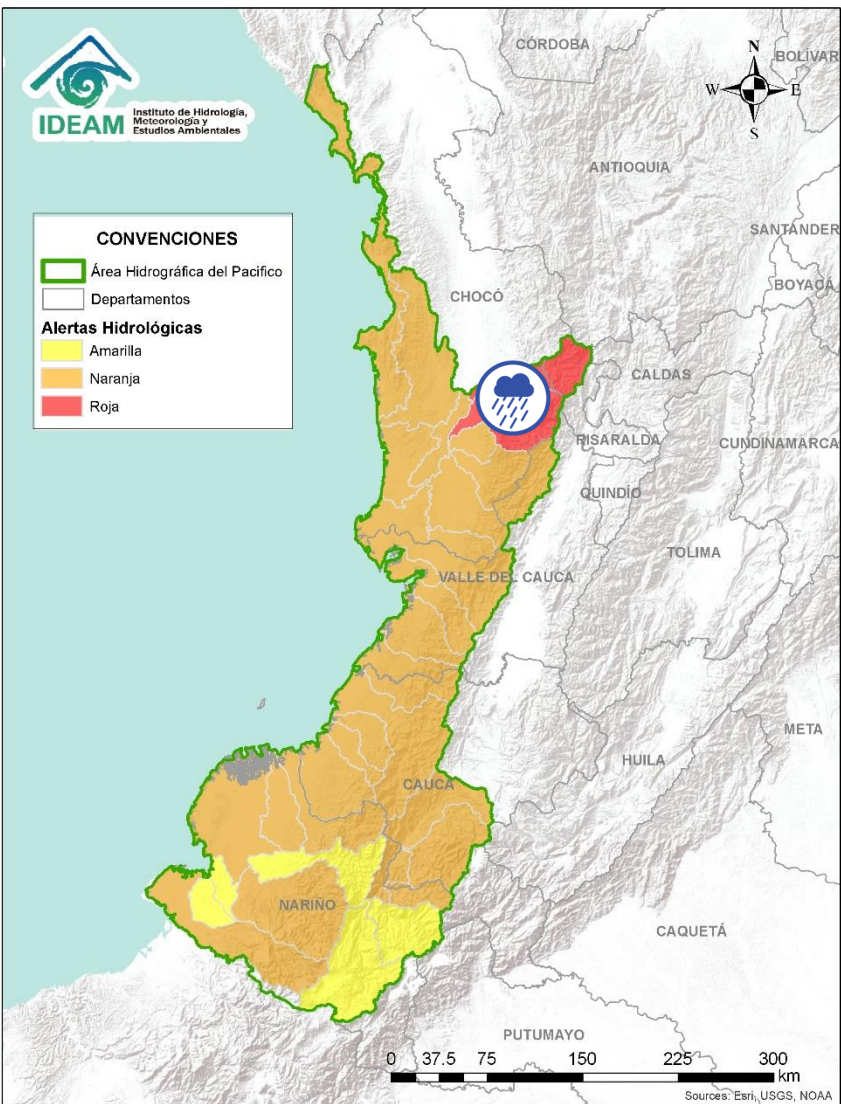 IDEAM
Instituto de Hidrología,
Meteorología y
Estudios Ambientales
N
W
E
S
CÓRDOBA
BOLÍVAR
ANTIOQUIA
SANTANDER
BOYACÁ
CONVENCIONES
Área Hidrográfica del Pacifico
Departamentos
Alertas Hidrológicas
Amarilla
Naranja
Roja
CHOCÓ
CALDAS
RISARALDA
CUNDINAMARCA
QUINDÍO
TOLIMA
VALLE DEL CAUCA
META
HUILA
CAUCA
NARIÑO
CAQUETÁ
PUTUMAYO
0 37.5 75 150 225 300
km
Sources: Esri, USGS, NOAA